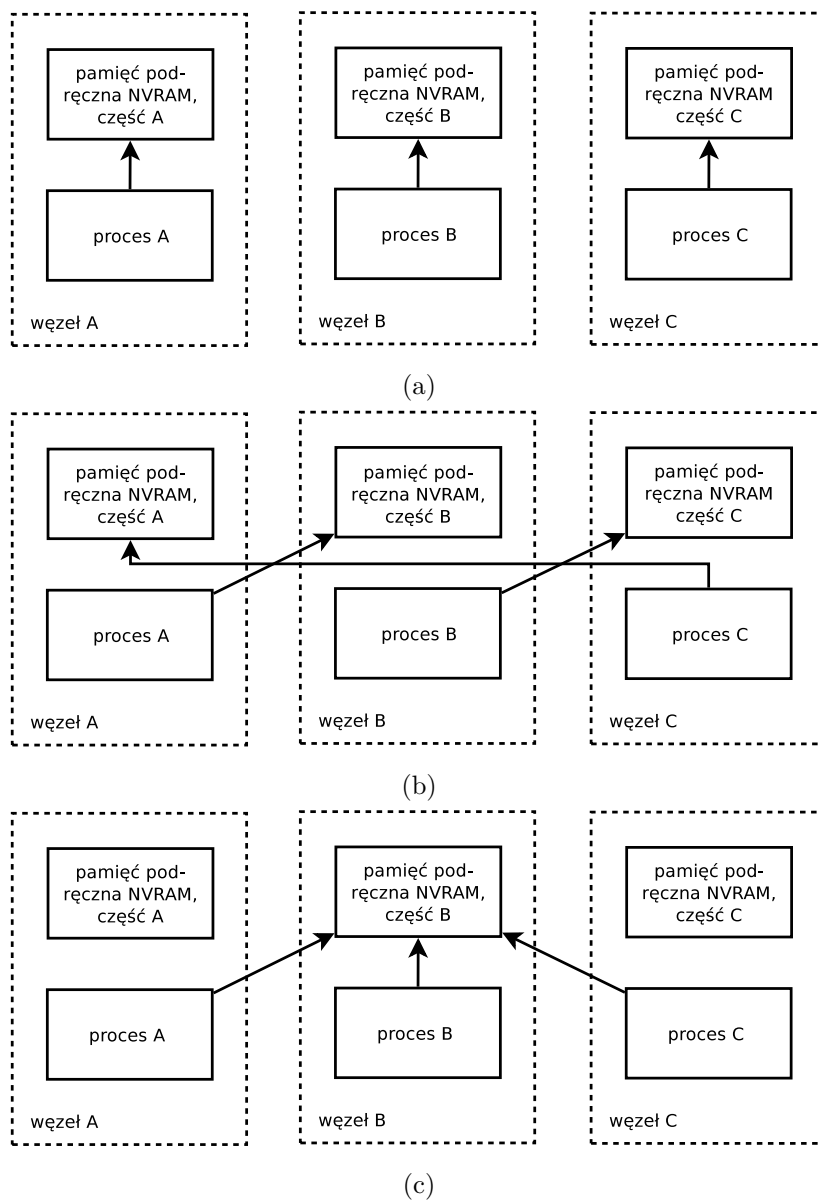 pamięć pod-
ręczna NVRAM,
część A
pamięć pod-
ręczna NVRAM,
część B
pamięć pod-
ręczna NVRAM
część C
proces A
proces B
proces C
węzeł A
węzeł B
węzeł C
(a)
pamięć pod-
ręczna NVRAM,
część A
pamięć pod-
ręczna NVRAM,
część B
pamięć pod-
ręczna NVRAM
część C
proces A
proces B
proces C
węzeł A
węzeł B
węzeł C
(b)
pamięć pod-
ręczna NVRAM,
część A
pamięć pod-
ręczna NVRAM,
część B
pamięć pod-
ręczna NVRAM,
część C
proces A
proces B
proces C
węzeł A
węzeł B
węzeł C
(c)